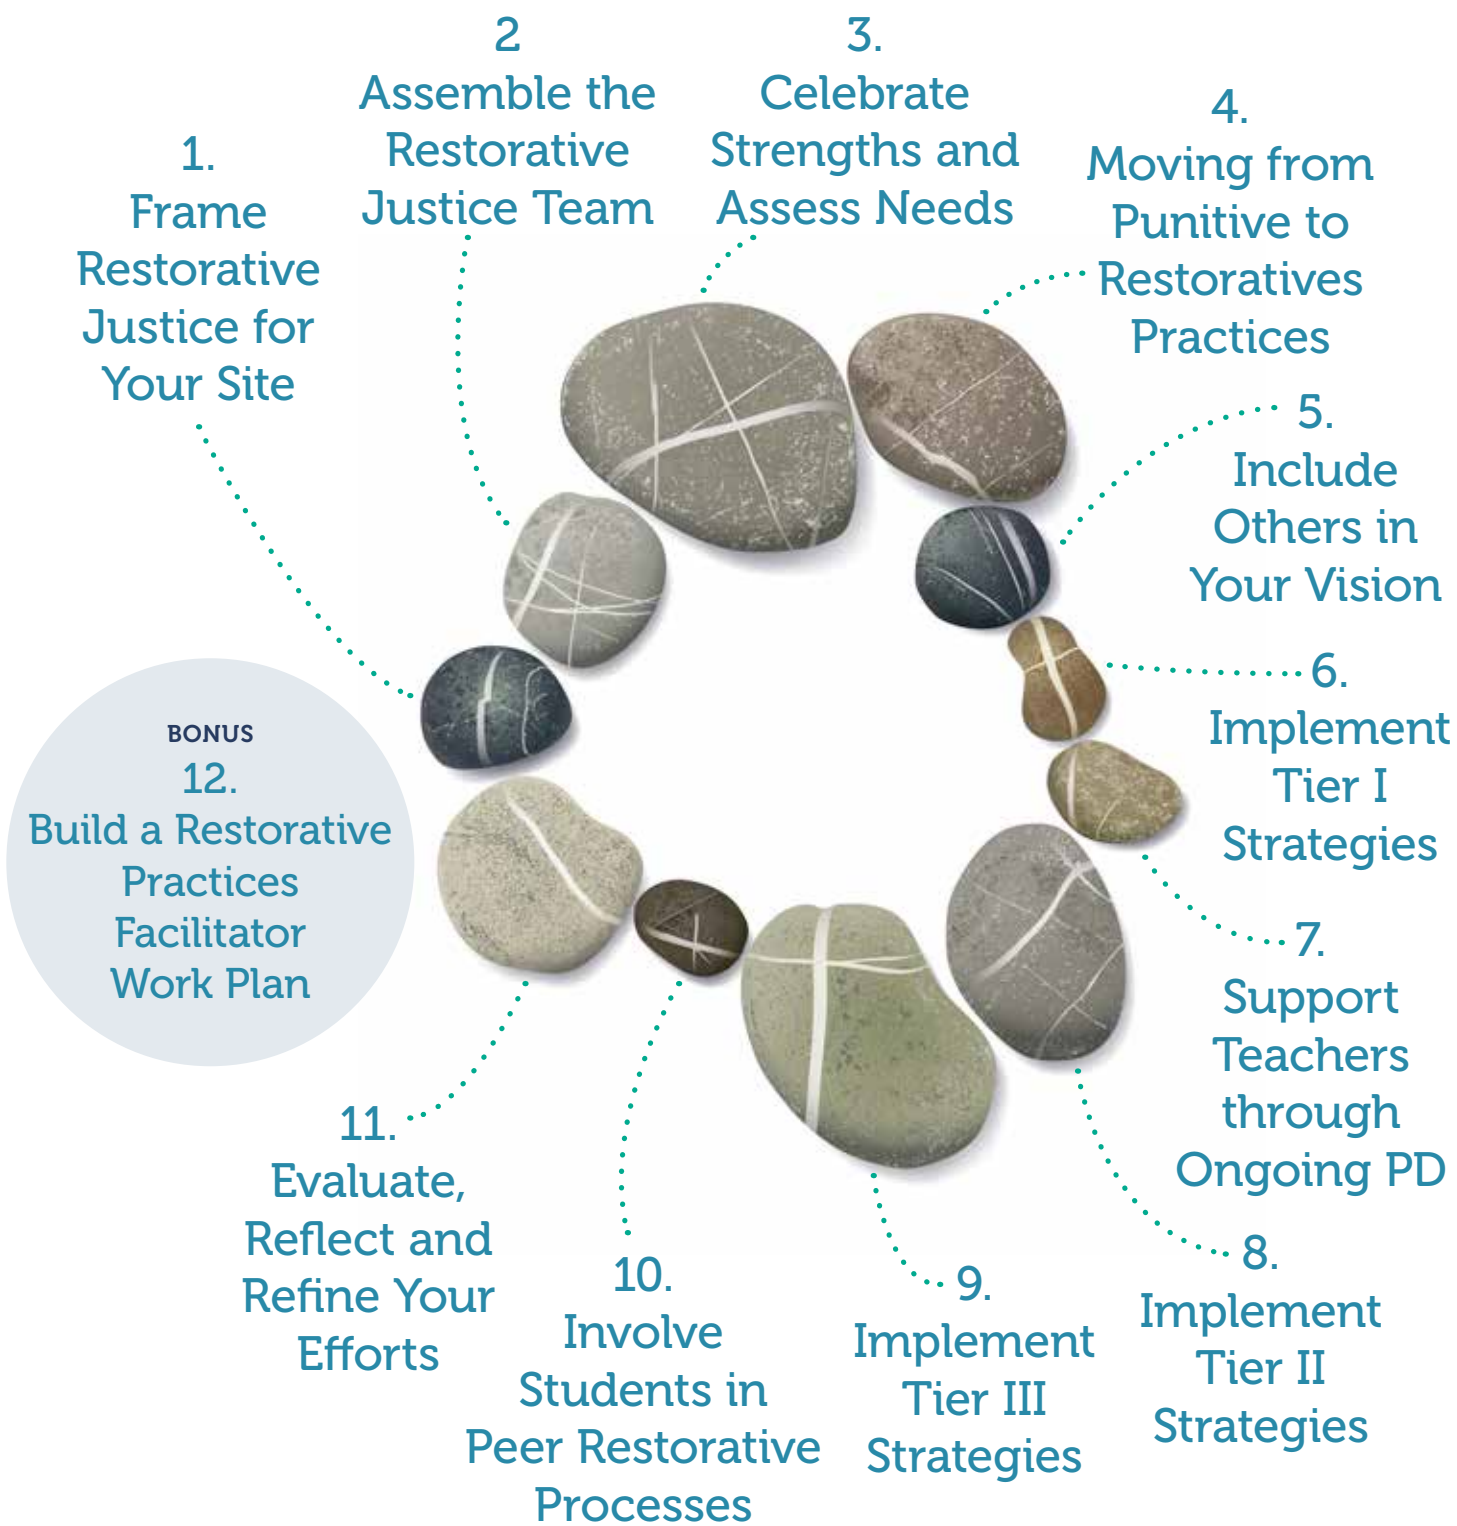 1.
Frame
Restorative
Justice for
Your Site
2
Assemble the
Restorative
Justice Team
3.
Celebrate
Strengths and
Assess Needs
4.
Moving from
Punitive to
Restoratives
Practices
5.
Include
Others in
Your Vision
6.
Implement
Tier I
Strategies
7.
Support
Teachers
through
Ongoing PD
8.
Implement
Tier II
Strategies
9.
Implement
Tier III
Strategies
10.
Involve
Students in
Peer Restorative
Processes
11.
Evaluate,
Reflect and
Refine Your
Efforts
BONUS
12.
Build a Restorative
Practices
Facilitator
Work Plan